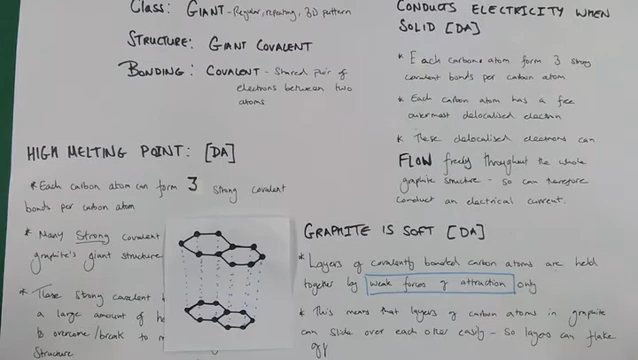 CLASS: GIANT - Regular, repeating, 3D pattern
STRUCTURE: GIANT COVALENT
BONDING: COVALENT - Shared pair of
electrons between two
atoms
HIGH MELTING POINT: [DA]
* Each carbon atom can form 3 strong covalent
bonds per carbon atom
* Many Strong covalent
graphite's giant structure
* These strong covalent
a large amount of
to overcome/break to
structure
CONDUCTS ELECTRICITY WHEN
SOLID [DA]
* Each carbon atom form 3 strong
covalent bonds per carbon atom
* Each carbon atom has a free
outermost delocalised electron
* These delocalised electrons can
FLOW freely throughout the whole
graphite structure - so can therefore
conduct an electrical current.
GRAPHITE IS SOFT [DA]
* Layers of covalently bonded carbon atoms are held
together by weak forces of attraction only
* This means that layers of carbon atoms in graphite
can slide over each other easily - so layers can flake
off